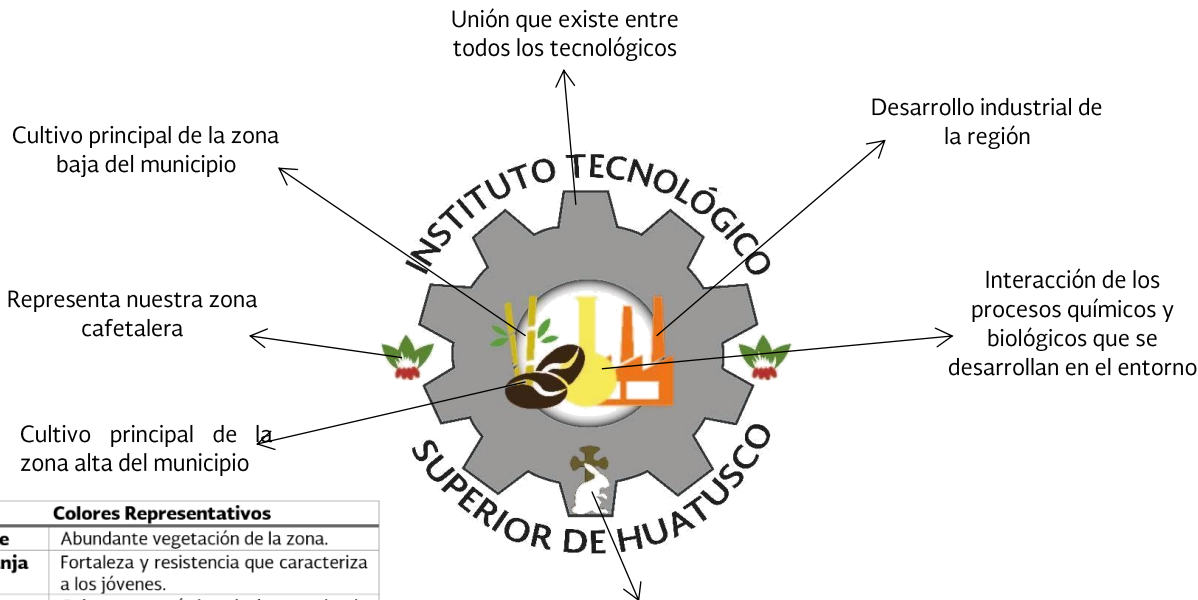 Unión que existe entre
todos los tecnológicos
Desarrollo industrial de
la región
Cultivo principal de la zona
baja del municipio
INSTITUTO TECNOLÓGICO
Interacción de los
procesos químicos y
biológicos que se
desarrollan en el entorno
Representa nuestra zona
cafetalera
Cultivo principal de la
zona alta del municipio
SUPERIOR DE HUATUSCO
Colores Representativos
e Abundante vegetación de la zona.
nja Fortaleza y resistencia que caracteriza
a los jóvenes.